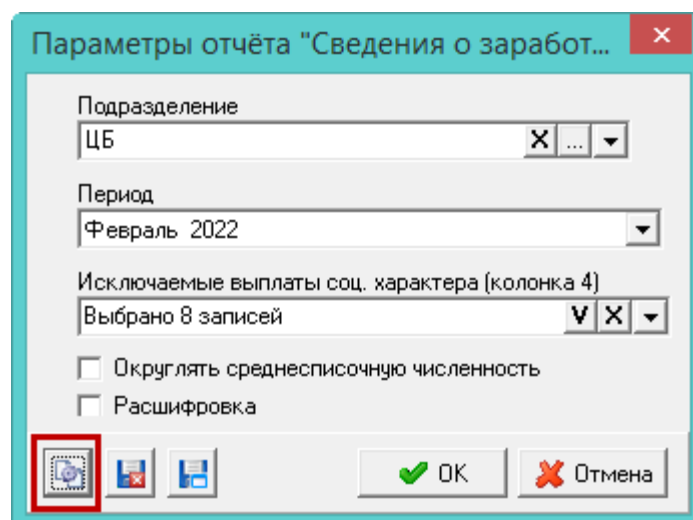 Параметры отчёта "Сведения о заработ...
Подразделение
ЦБ
Период
Февраль 2022
Исключаемые выплаты соц. характера (колонка 4)
Выбрано 8 записей
Округлять среднесписочную численность
Расшифровка
OK Отмена